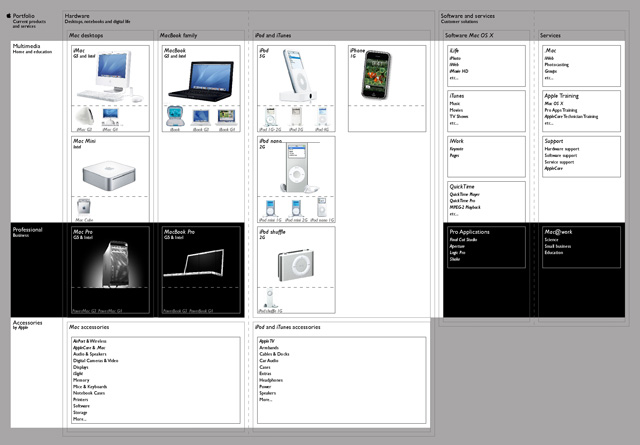 Portfolio
Current products
and services
Hardware
Desktops, notebooks and digital life
Software and services
Customer solutions
Mac desktops
MacBook family
iPod and iTunes
Software Mac OS X
Services
Multimedia
Home and education
iMac
G5 and Intel
iMac G3
iMac G4
MacBook
G5 and Intel
iBook
iBook G3
iBook G4
iPod
5G
iPod 1G-2G
iPod 3G
iPod 4G
iPhone
1G
iLife
iPhoto
iWeb
iMovie HD
etc...
.Mac
iWeb
Photocasting
Groups
etc...
iTunes
Music
Movies
TV Shows
etc...
Apple Training
Mac OS X
Pro Apps Training
AppleCare Technician Training
Mac Mini
Intel
Mac Cube
iPod nano
2G
iPod mini 1G
iPod mini 2G
iPod nano 1G
iWork
Keynote
Pages
Support
Hardware support
Software support
Service support
AppleCare
QuickTime
QuickTime Player
QuickTime Pro
MPEG-2 Playback
etc...
Professional
Business
Mac Pro
G5 & Intel
PowerMac G3 PowerMac G4
MacBook Pro
G5 & Intel
PowerBook G3 PowerBook G4
iPod shuffle
2G
iPod shuffle 1G
Pro Applications
Final Cut Studio
Aperture
Logic Pro
Shake
Mac@work
Science
Small business
Education
Accessories
by Apple
Mac accessories
AirPort & Wireless
AppleCare & .Mac
Audio & Speakers
Digital Cameras & Video
Displays
iSight
Memory
Mice & Keyboards
Notebook Cases
Printers
Software
Storage
More...
iPod and iTunes accessories
Apple TV
Armbands
Cables & Docks
Car Audio
Cases
Extras
Headphones
Power
Speakers
More...